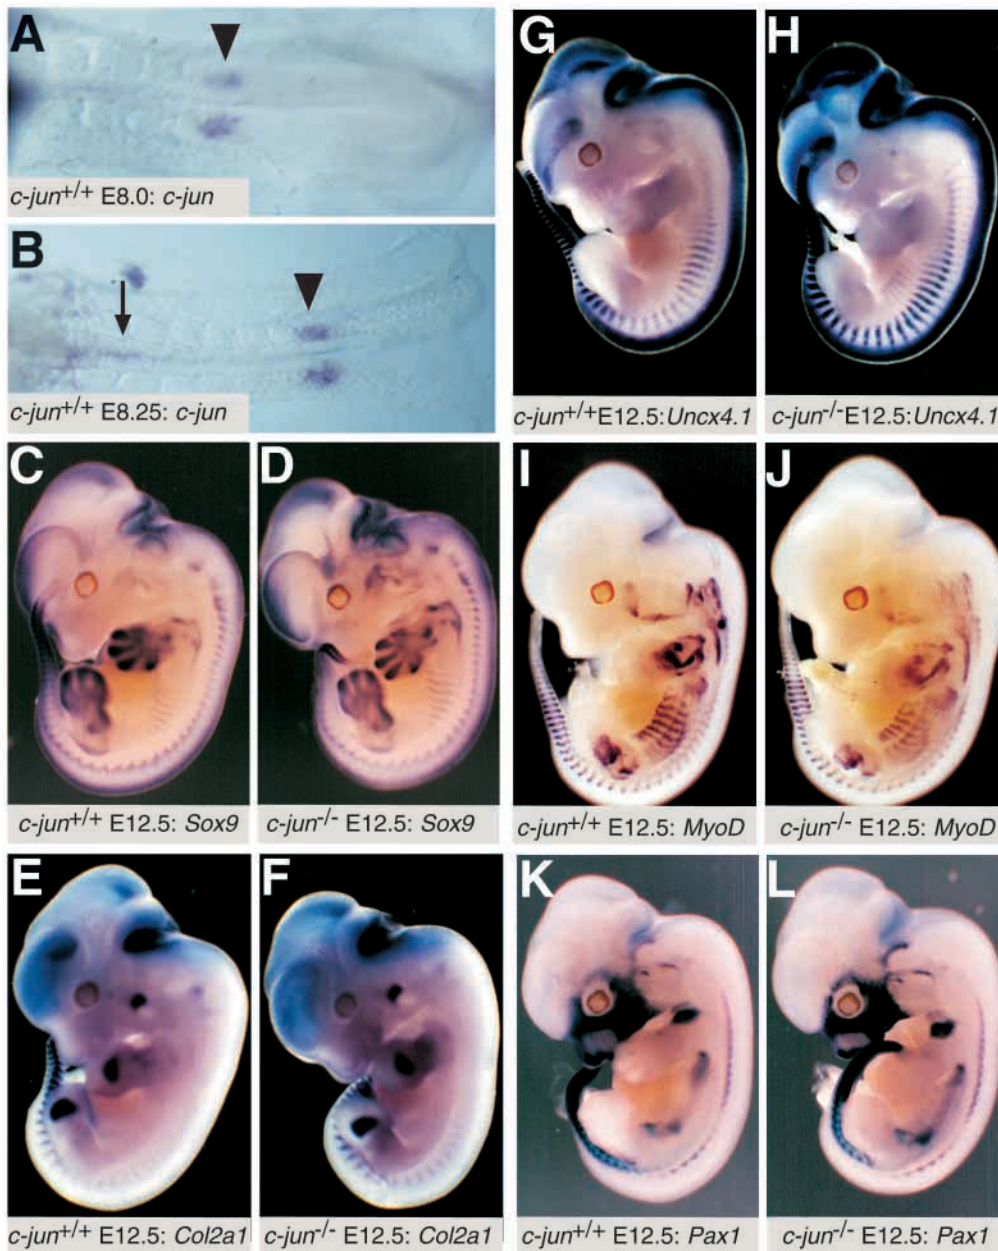 A
c-jun+/+ E8.0: c-jun
B
c-jun+/+ E8.25: c-jun
C
c-jun+/+ E12.5: Sox9
D
c-jun-/- E12.5: Sox9
E
c-jun+/+ E12.5: Col2a1
F
c-jun-/- E12.5: Col2a1
G
c-jun+/+E12.5: Uncx4.1
H
c-jun-/-E12.5: Uncx4.1
I
c-jun+/+ E12.5: MyoD
J
c-jun-/- E12.5: MyoD
K
c-jun+/+ E12.5: Pax1
L
c-jun-/- E12.5: Pax1